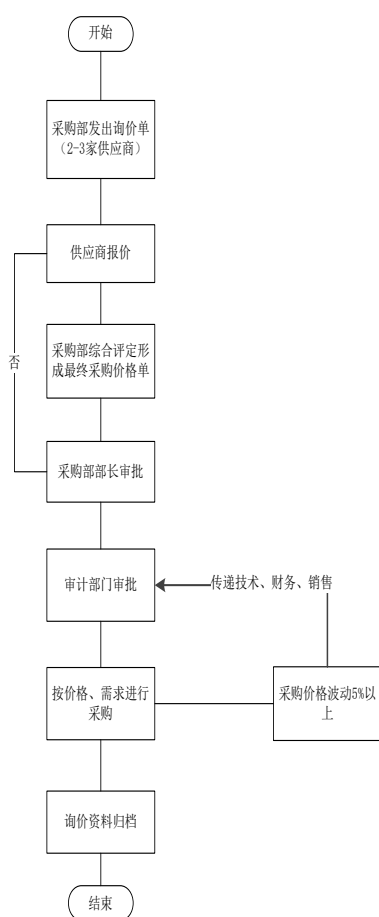 开始
采购部发出询价单
（2-3家供应商）
供应商报价
否
采购部综合评定形
成最终采购价格单
采购部部长审批
审计部门审批
传递技术、财务、销售
按价格、需求进行
采购
采购价格波动5%以
上
询价资料归档
结束